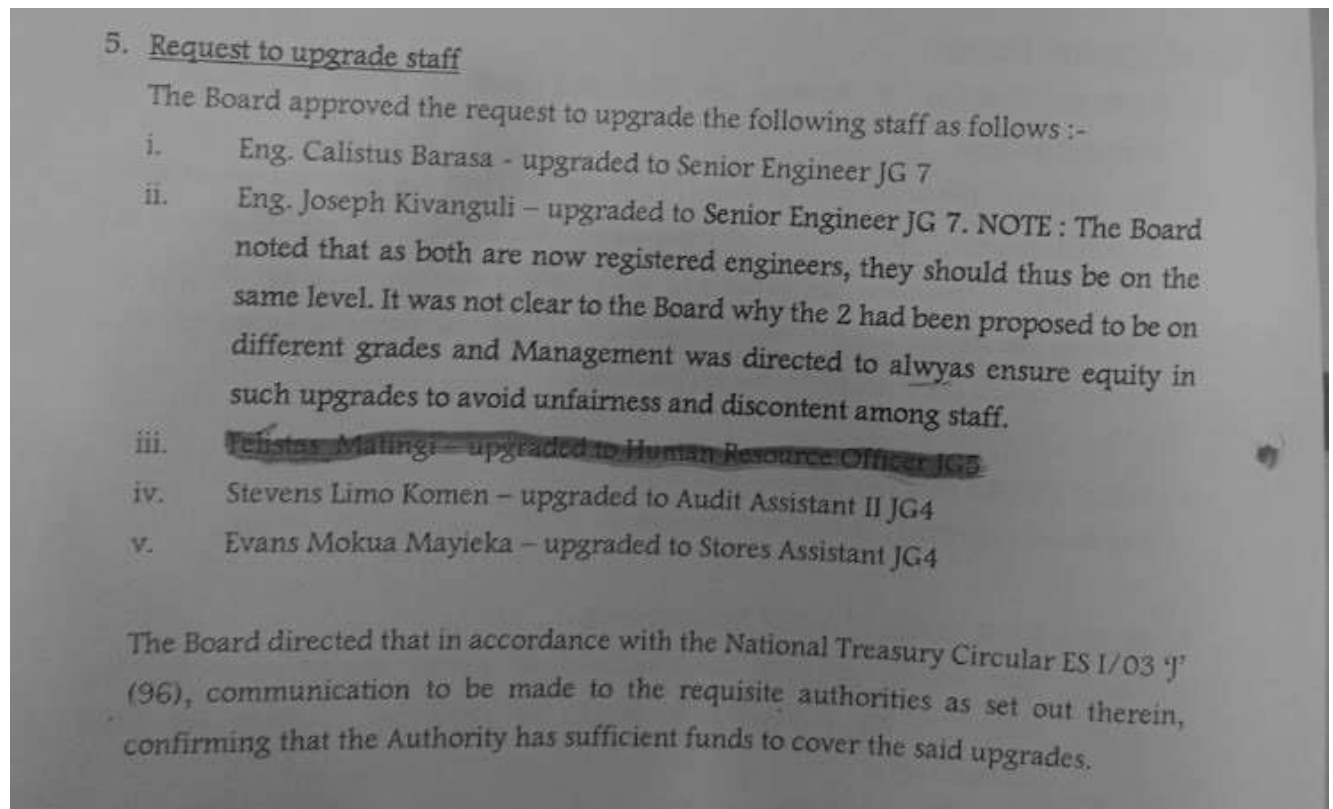 5. Request to upgrade staff
The Board approved the request to upgrade the following staff as follows :-
i. Eng. Calistus Barasa - upgraded to Senior Engineer JG 7
ii. Eng. Joseph Kivanguli – upgraded to Senior Engineer JG 7. NOTE : The Board
noted that as both are now registered engineers, they should thus be on the
same level. It was not clear to the Board why the 2 had been proposed to be on
different grades and Management was directed to alwyas ensure equity in
such upgrades to avoid unfairness and discontent among staff.
iii. Matingi – upgraded to Human Resource Officer JG5
iv. Stevens Limo Komen – upgraded to Audit Assistant II JG4
v. Evans Mokua Mayieka – upgraded to Stores Assistant JG4
The Board directed that in accordance with the National Treasury Circular ES 1/03 'J'
(96), communication to be made to the requisite authorities as set out therein,
confirming that the Authority has sufficient funds to cover the said upgrades.